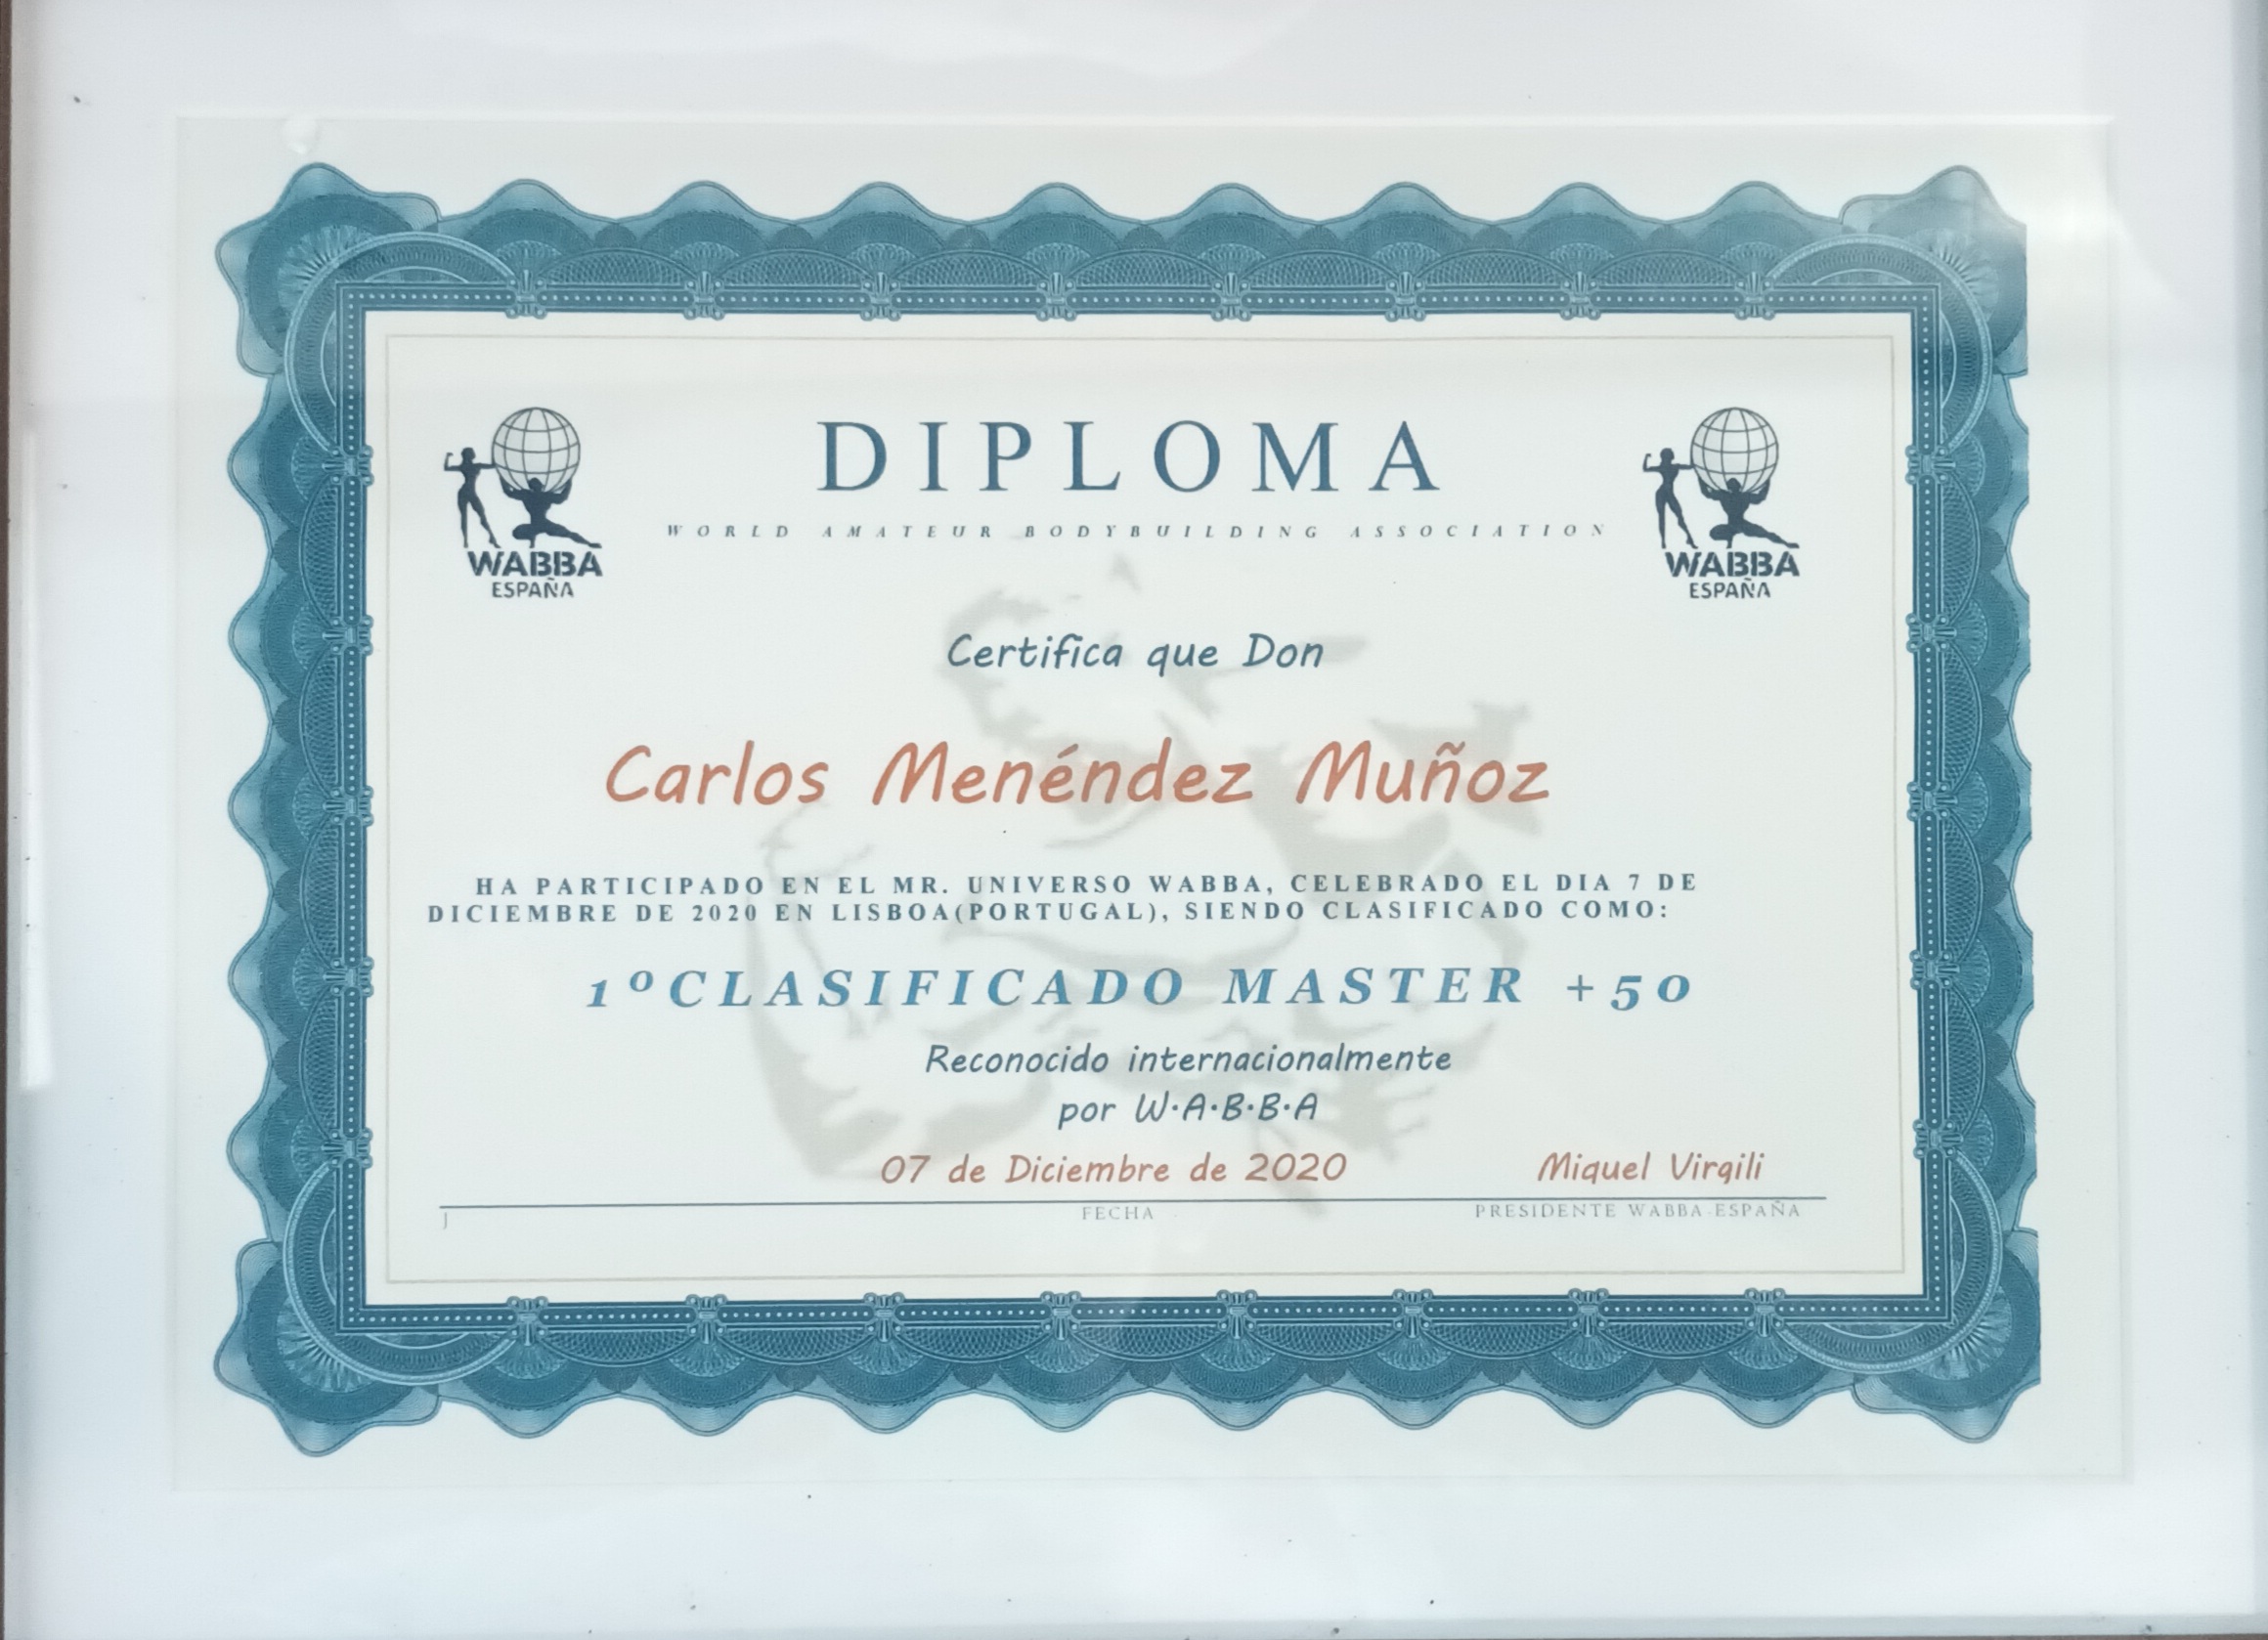 DIPLOMA
WORLD AMATEUR BODYBUILDING ASSOCIATION
WABBA
ESPAÑA
WABBA
ESPAÑA
Certifica que Don
Carlos Menéndez Muñoz
HA PARTICIPADO EN EL MR. UNIVERSO WABBA, CELEBRADO EL DIA 7 DE
DICIEMBRE DE 2020 EN LISBOA(PORTUGAL), SIENDO CLASIFICADO COMO:
1ºCLASIFICADO MASTER +50
Reconocido internacionalmente
por W.A.B.B.A
07 de Diciembre de 2020
Miquel Virgili
J
FECHA
PRESIDENTE WABBA-ESPAÑA